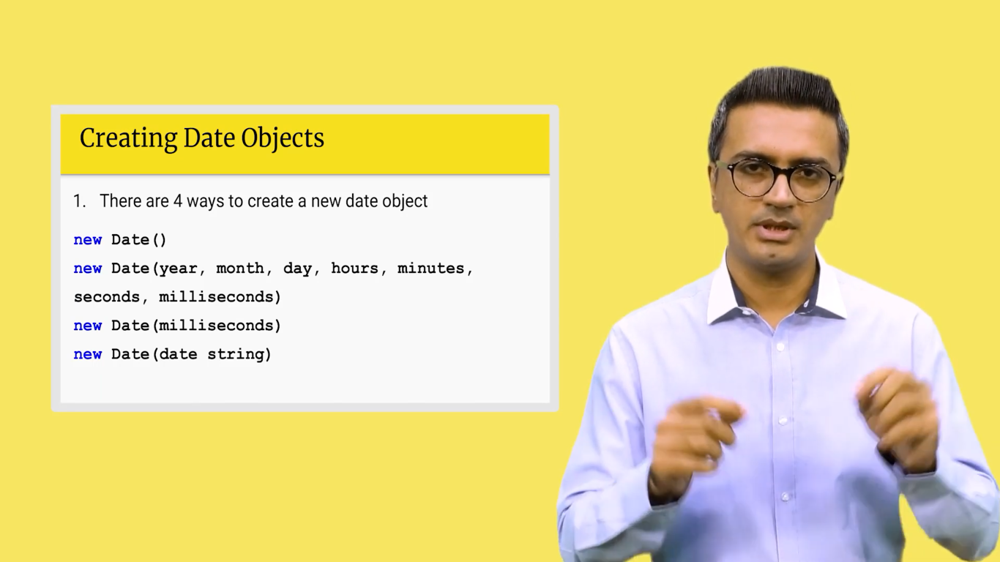 Creating Date Objects
1. There are 4 ways to create a new date object
new Date()
new Date(year, month, day, hours, minutes,
seconds, milliseconds)
new Date(milliseconds)
new Date(date string)